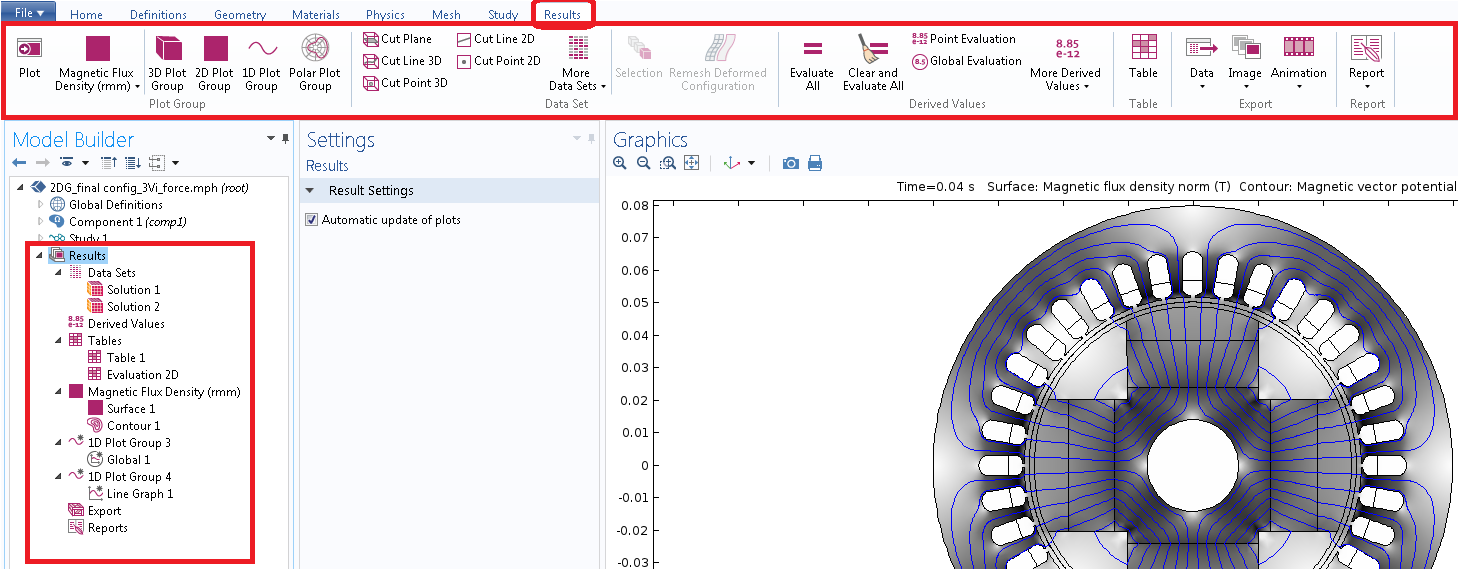 File Home Definitions Geometry Materials Physics Mesh Study Results
Plot
Magnetic Flux
Density (rmm)
3D Plot
Group
2D Plot
Group
1D Plot
Group
Polar Plot
Group
Plot Group
Cut Plane
Cut Line 3D
Cut Point 3D
Cut Line 2D
Cut Point 2D
More
Data Sets
Selection
Remesh Deformed
Configuration
Data Set
Evaluate
All
Clear and
Evaluate All
8.85
e-12
Point Evaluation
8.5
Global Evaluation
8.85
e-12
More Derived
Values
Derived Values
Table
Table
Data
Image
Animation
Export
Report
Report
Model Builder
2DG_final config_3Vi_force.mph (root)
Global Definitions
Component 1 (comp1)
Study 1
Results
Data Sets
Solution 1
Solution 2
8.85
e-12
Derived Values
Tables
Table 1
Evaluation 2D
Magnetic Flux Density (rmm)
Surface 1
Contour 1
1D Plot Group 3
Global 1
1D Plot Group 4
Line Graph 1
Export
Reports
Settings
Results
Result Settings
Automatic update of plots
Graphics
Time=0.04 s Surface: Magnetic flux density norm (T) Contour: Magnetic vector potential
0.08
0.07
0.06
0.05
0.04
0.03
0.02
0.01
0
-0.01
-0.02
-0.03